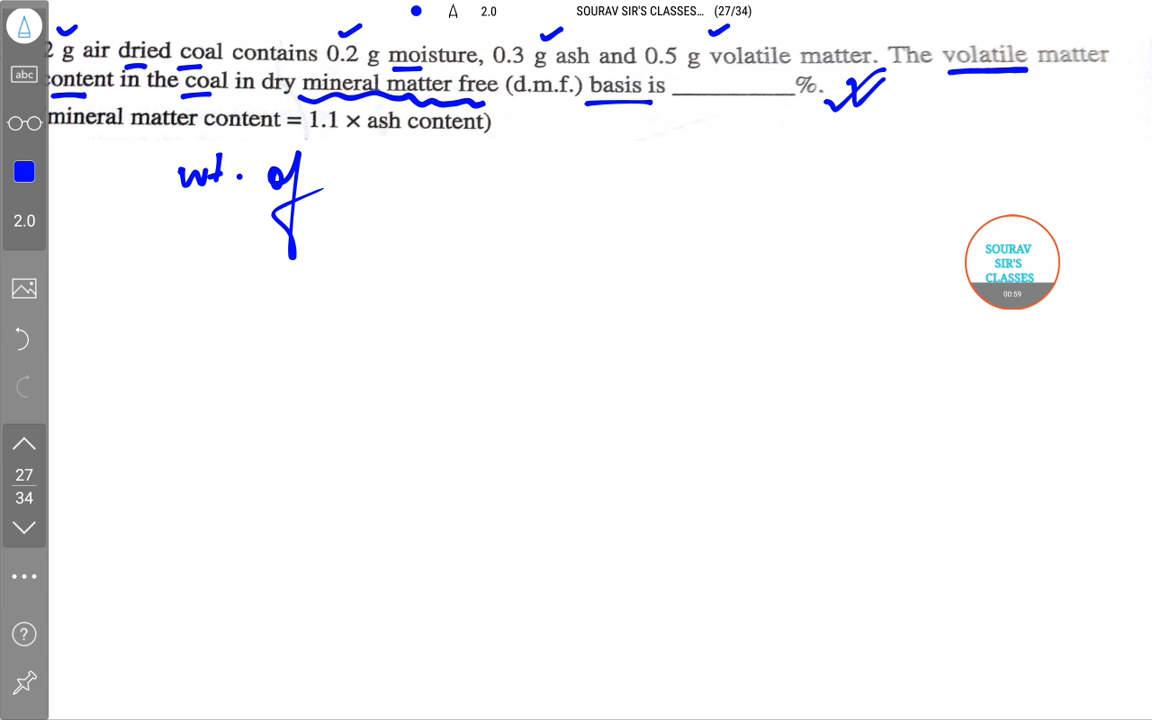 2.0 SOURAV SIR'S CLASSES... (27/34)
2 g air dried coal contains 0.2 g moisture, 0.3 g ash and 0.5 g volatile matter. The volatile matter
ontent in the coal in dry mineral matter free (d.m.f.) basis is __________%.
mineral matter content = 1.1 × ash content)
wt. of
abc
2.0
27
34
SOURAV
SIR'S
CLASSES
00:59